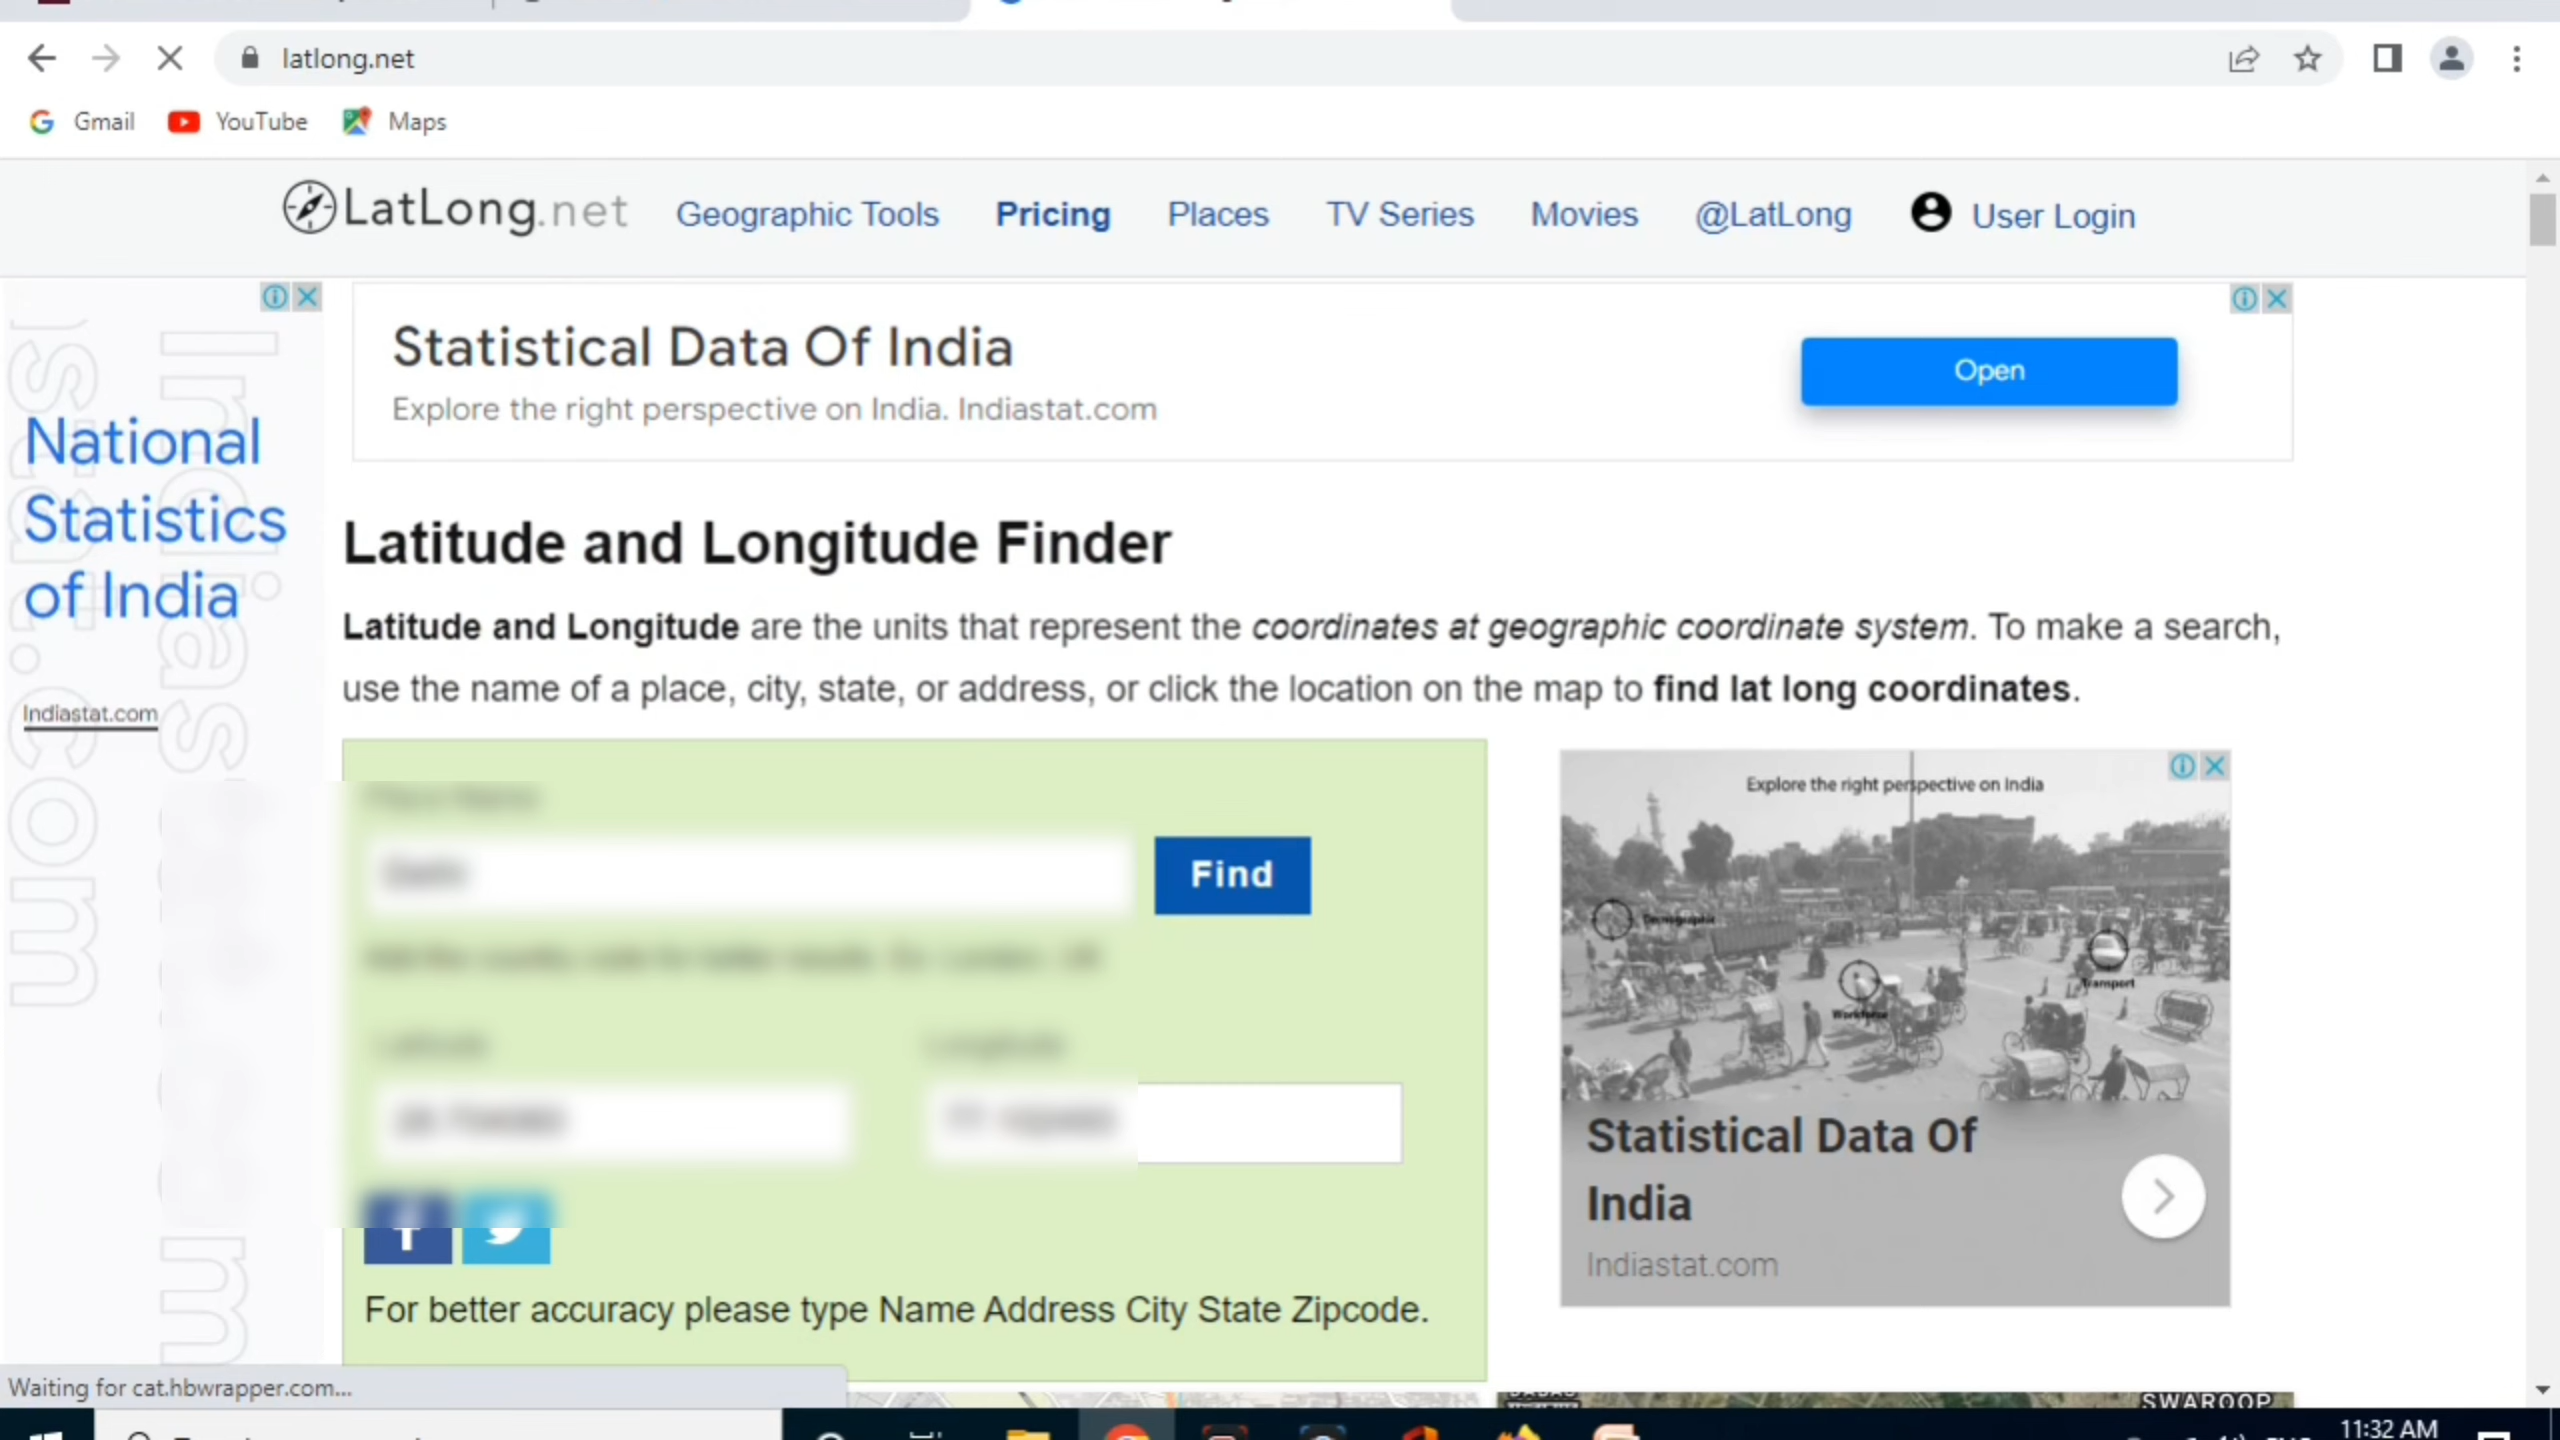 latlong.net
Gmail YouTube Maps
LatLong.net Geographic Tools Pricing Places TV Series Movies @LatLong User Login
Statistical Data Of India
Explore the right perspective on India. Indiastat.com
Open
National
Statistics
of India
Indiastat.com
Indiastat.com
Latitude and Longitude Finder
Latitude and Longitude are the units that represent the coordinates at geographic coordinate system. To make a search,
use the name of a place, city, state, or address, or click the location on the map to find lat long coordinates.
Find
For better accuracy please type Name Address City State Zipcode.
Explore the right perspective on India
Demographic
Workforce
Transport
Statistical Data Of
India
Indiastat.com
SWAROOP
Waiting for cat.hbwrapper.com...
11:32 AM